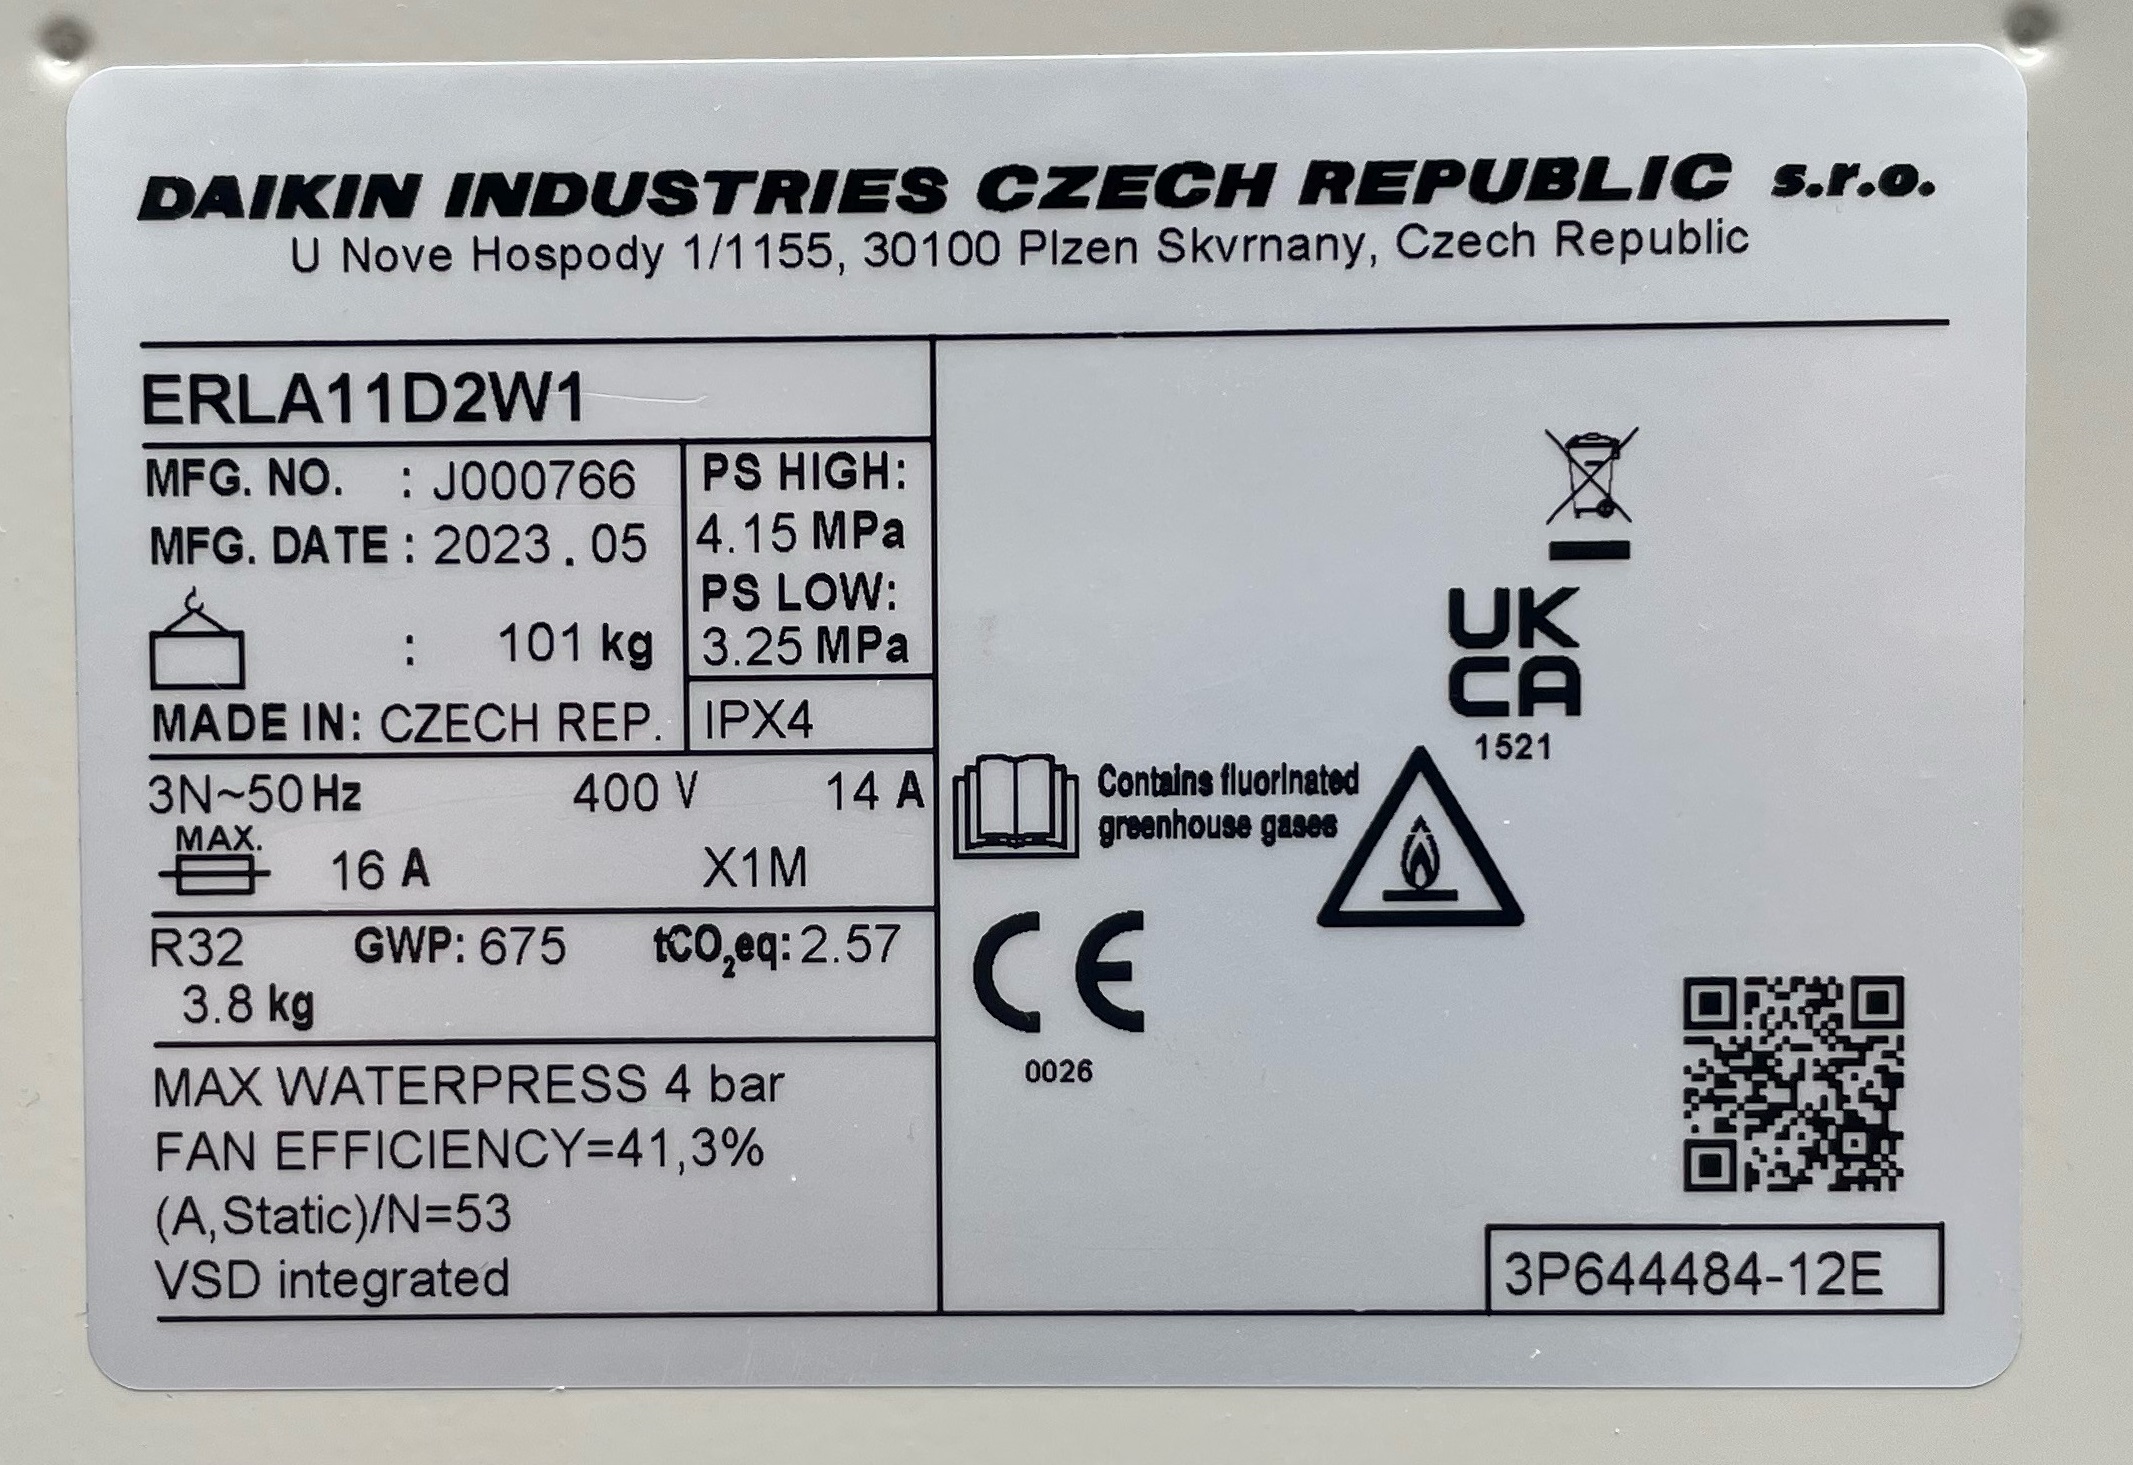 DAIKIN INDUSTRIES CZECH REPUBLIC s.r.o.
U Nove Hospody 1/1155, 30100 Plzen Skvrnany, Czech Republic
ERLA11D2W1
MFG. NO. : J000766
MFG. DATE : 2023.05
: 101 kg
MADE IN: CZECH REP.
PS HIGH:
4.15 MPa
PS LOW:
3.25 MPa
IPX4
3N~50 Hz 400 V 14 A
MAX.
16 A X1M
R32 GWP: 675 tCO₂eq: 2.57
3.8 kg
MAX WATERPRESS 4 bar
FAN EFFICIENCY=41,3%
(A,Static)/N=53
VSD integrated
UK
CA
1521
Contains fluorinated
greenhouse gases
CE
0026
3P644484-12E